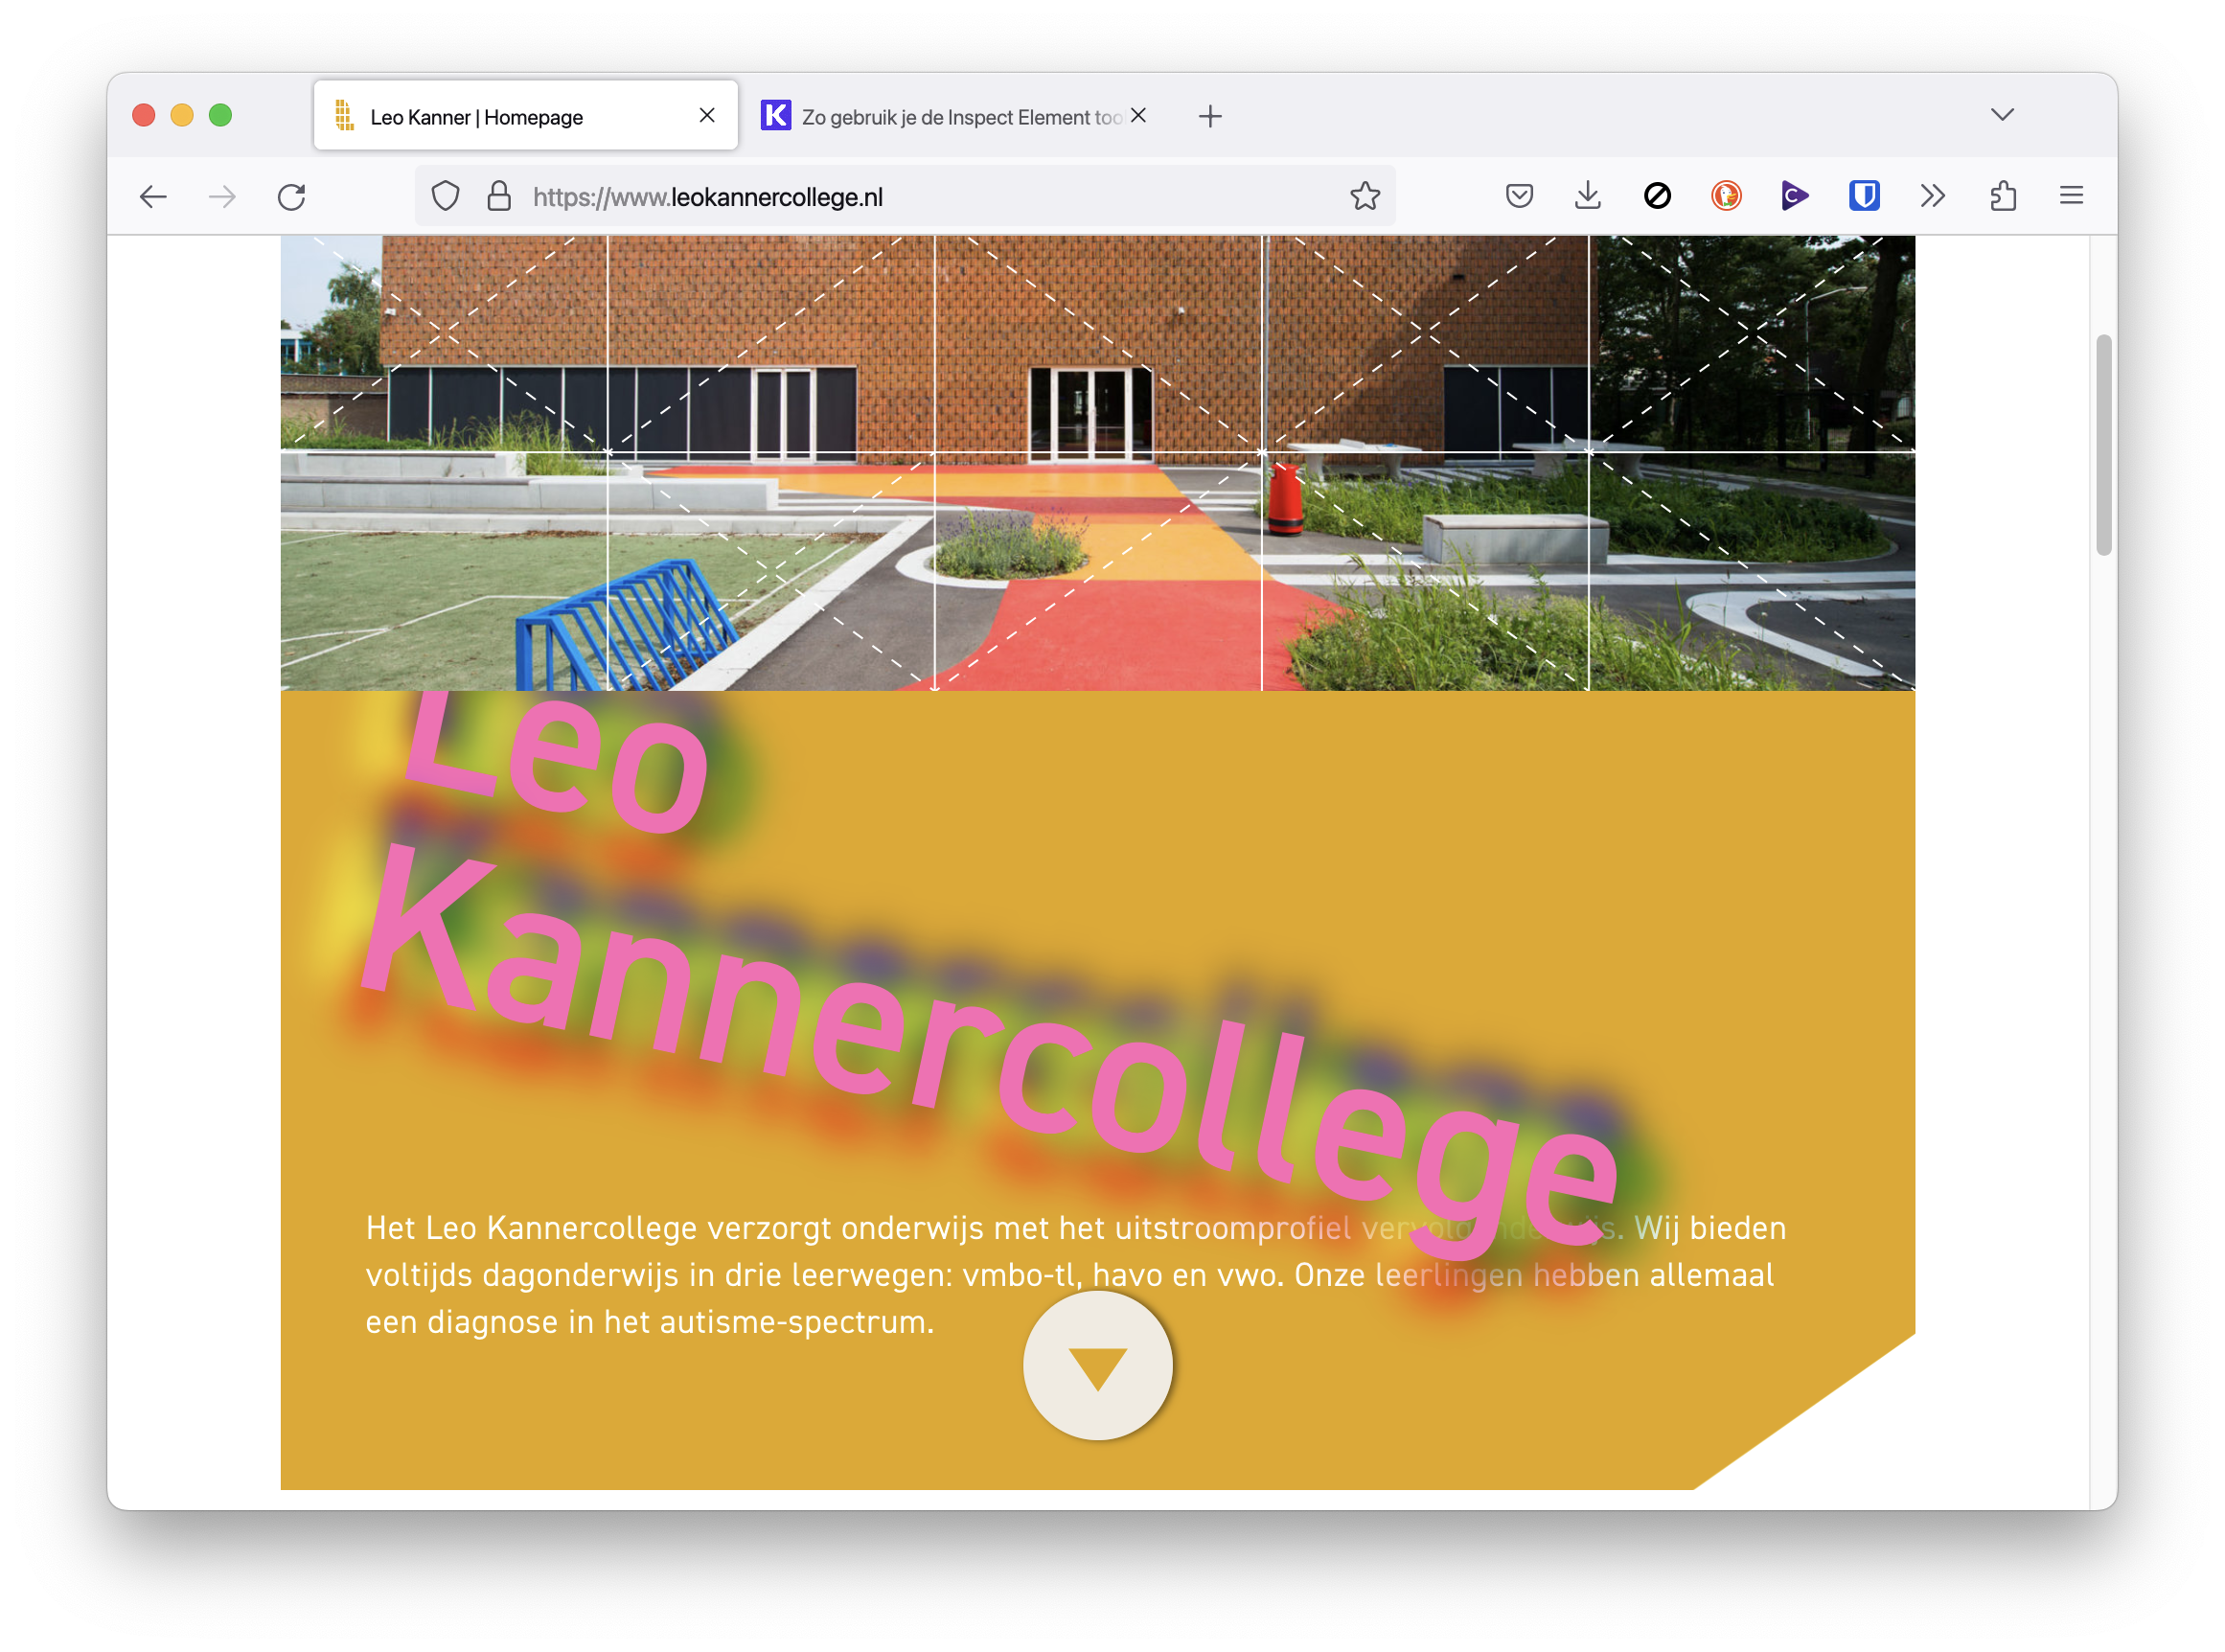 Leo Kanner | Homepage
K Zo gebruik je de Inspect Element too
https://www.leokannercollege.nl
Leo
Kannercollege
Het Leo Kannercollege verzorgt onderwijs met het uitstroomprofiel vervolgonderwijs. Wij bieden
voltijds dagonderwijs in drie leerwegen: vmbo-tl, havo en vwo. Onze leerlingen hebben allemaal
een diagnose in het autisme-spectrum.